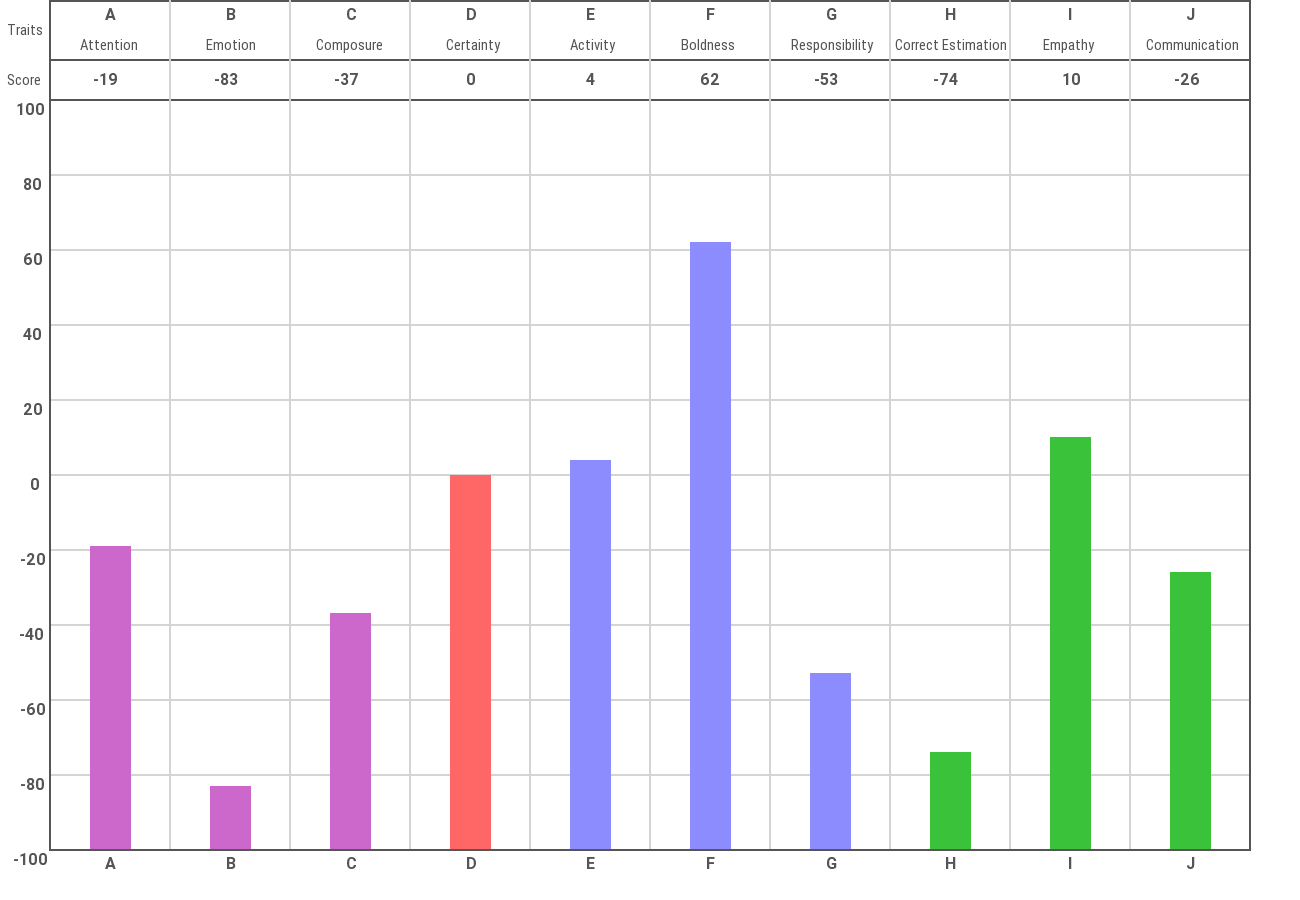 A B C D E F G H I J
Traits
Attention Emotion Composure Certainty Activity Boldness Responsibility Correct Estimation Empathy Communication
Score -19 -83 -37 0 4 62 -53 -74 10 -26
100
80
60
40
20
0
-20
-40
-60
-80
-100
A B C D E F G H I J